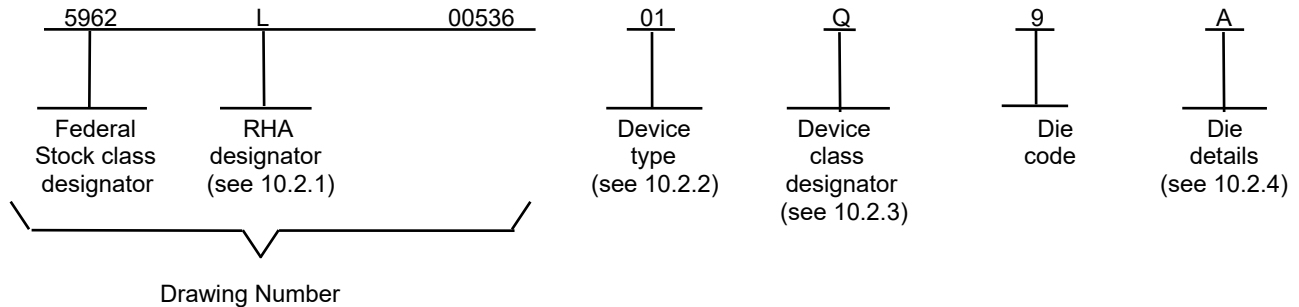 5962 L 00536 01 Q 9 A
Federal Stock class designator
RHA designator (see 10.2.1)
Device type (see 10.2.2)
Device class designator (see 10.2.3)
Die code
Die details (see 10.2.4)
Drawing Number